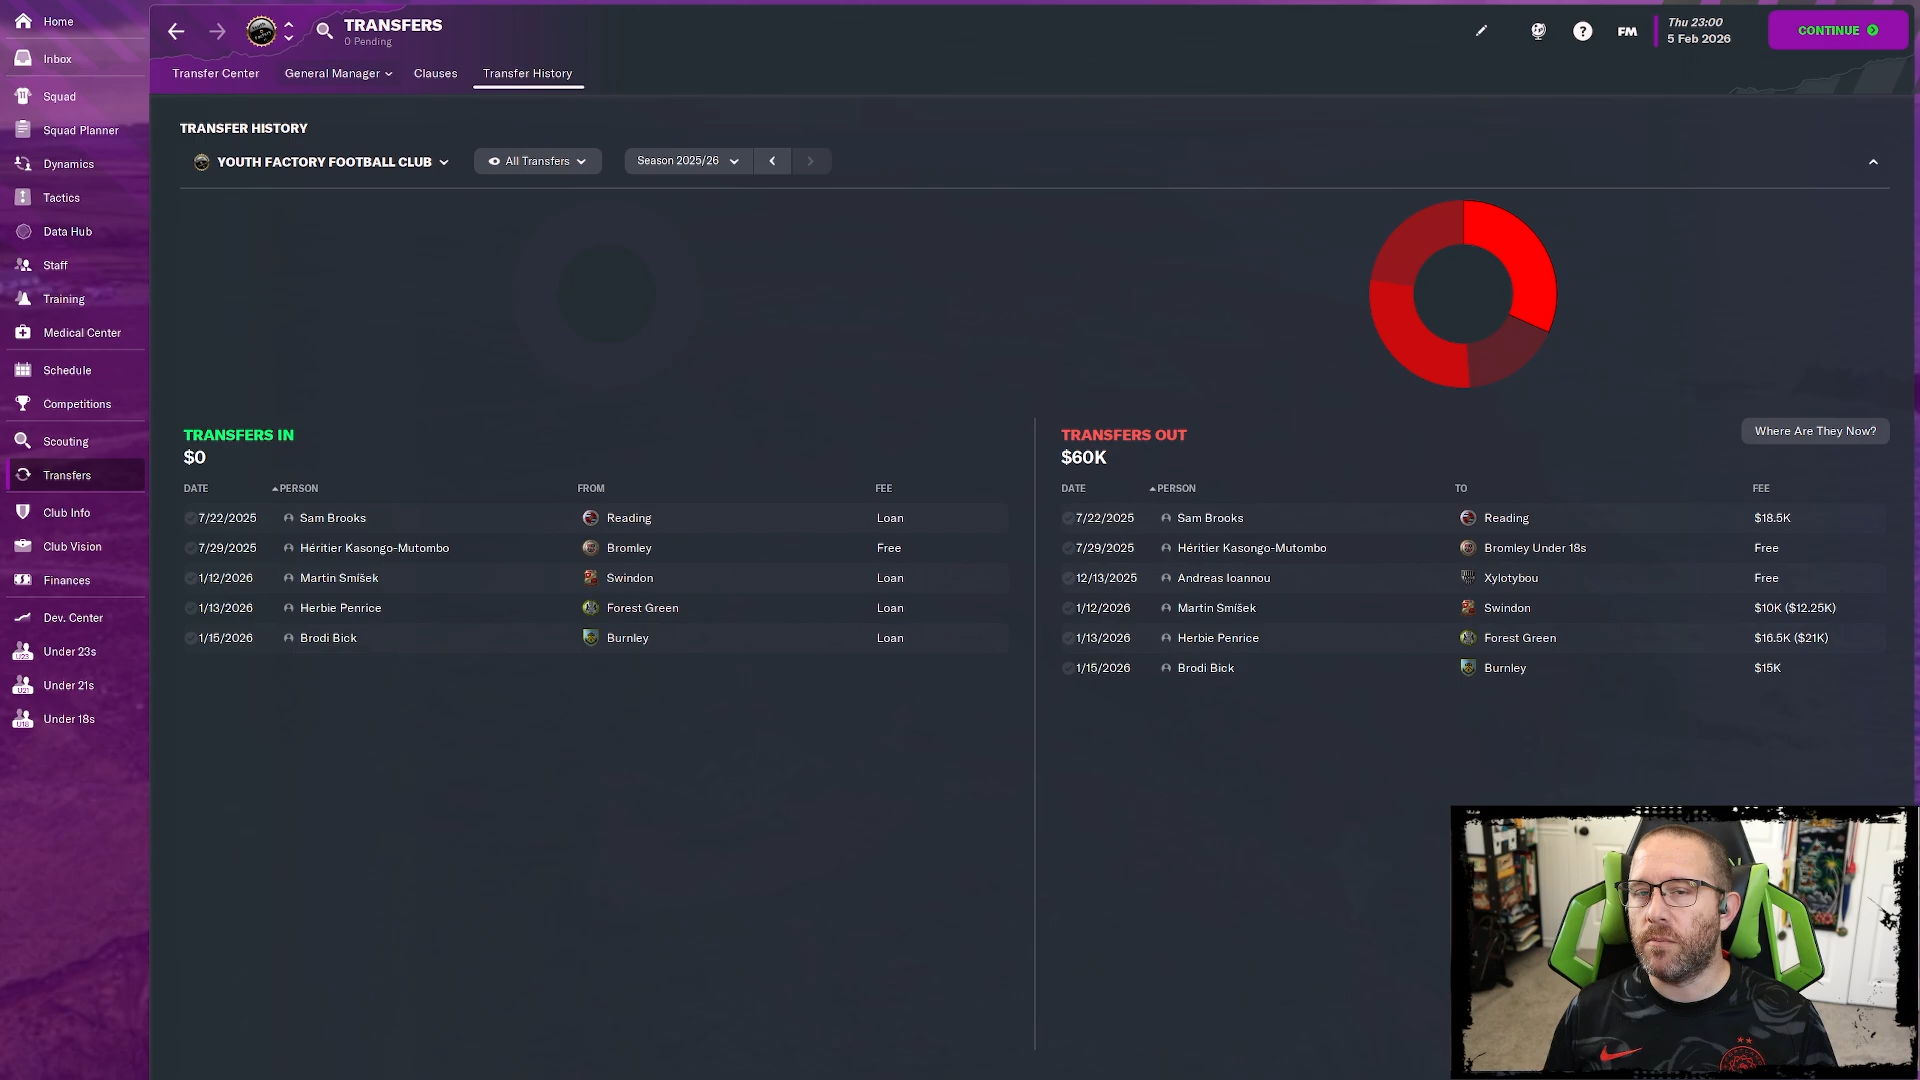 Home
Inbox
Squad
Squad Planner
Dynamics
Tactics
Data Hub
Staff
Training
Medical Center
Schedule
Competitions
Scouting
Transfers
Club Info
Club Vision
Finances
Dev. Center
U23 Under 23s
U21 Under 21s
U18 Under 18s
TRANSFERS
0 Pending
FM
Thu 23:00
5 Feb 2026
CONTINUE
Transfer Center
General Manager
Clauses
Transfer History
TRANSFER HISTORY
YOUTH FACTORY FOOTBALL CLUB
All Transfers
Season 2025/26
TRANSFERS IN
$0
DATE PERSON FROM FEE
7/22/2025 Sam Brooks Reading Loan
7/29/2025 Héritier Kasongo-Mutombo Bromley Free
1/12/2026 Martin Smíšek Swindon Loan
1/13/2026 Herbie Penrice Forest Green Loan
1/15/2026 Brodi Bick Burnley Loan
TRANSFERS OUT
$60K
Where Are They Now?
DATE PERSON TO FEE
7/22/2025 Sam Brooks Reading $18.5K
7/29/2025 Héritier Kasongo-Mutombo Bromley Under 18s Free
12/13/2025 Andreas Ioannou Xylotybou Free
1/12/2026 Martin Smíšek Swindon $10K ($12.25K)
1/13/2026 Herbie Penrice Forest Green $16.5K ($21K)
1/15/2026 Brodi Bick Burnley $15K